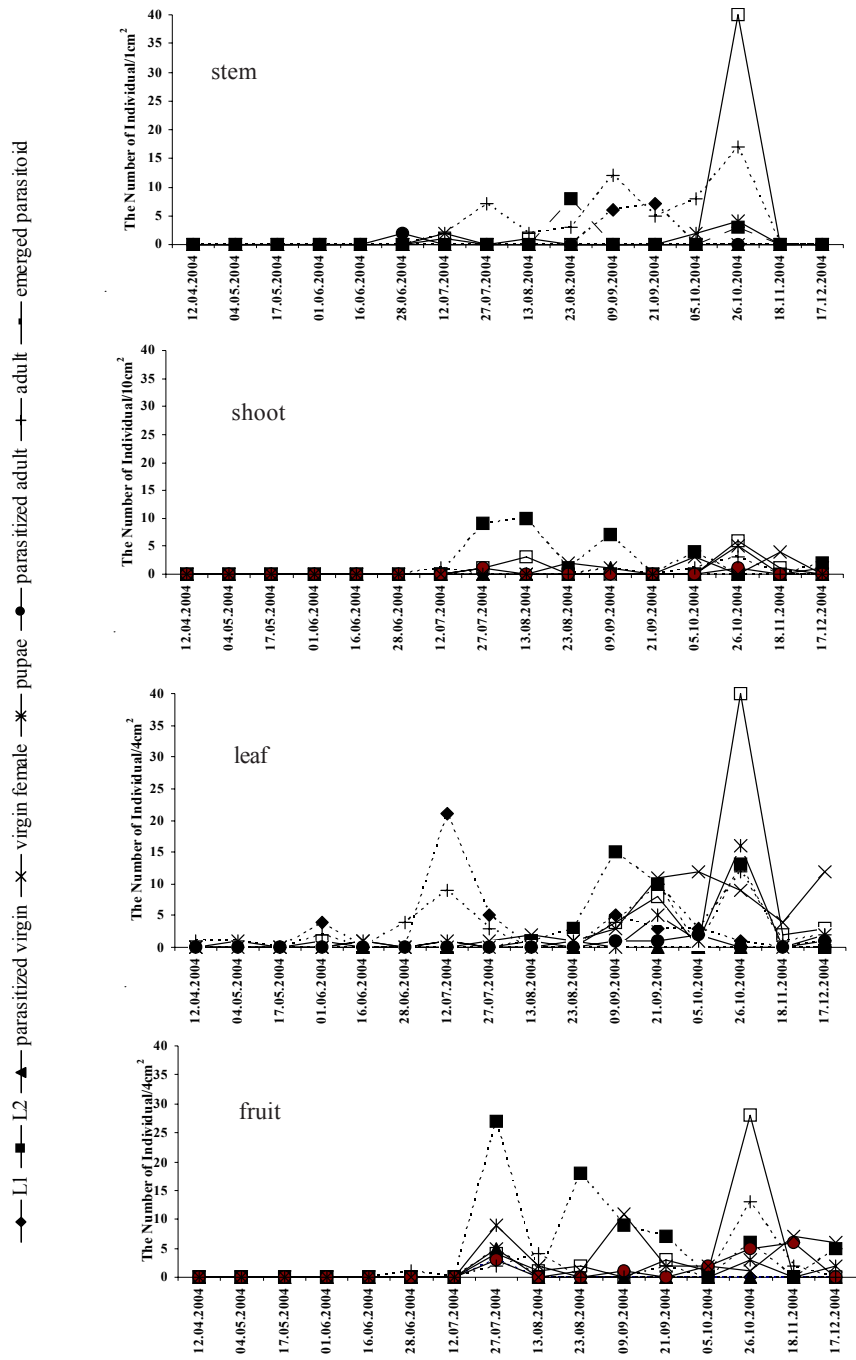 L1 L2 parasitized virgin virgin female pupae parasitized adult adult emerged parasitoid
The Number of Individual/1cm²
stem
40
35
30
25
20
15
10
5
0
12.04.2004 04.05.2004 17.05.2004 01.06.2004 16.06.2004 28.06.2004 12.07.2004 27.07.2004 13.08.2004 23.08.2004 09.09.2004 21.09.2004 05.10.2004 26.10.2004 18.11.2004 17.12.2004
The Number of Individual/10cm²
shoot
40
35
30
25
20
15
10
5
0
12.04.2004 04.05.2004 17.05.2004 01.06.2004 16.06.2004 28.06.2004 12.07.2004 27.07.2004 13.08.2004 23.08.2004 09.09.2004 21.09.2004 05.10.2004 26.10.2004 18.11.2004 17.12.2004
The Number of Individual/4cm²
leaf
40
35
30
25
20
15
10
5
0
12.04.2004 04.05.2004 17.05.2004 01.06.2004 16.06.2004 28.06.2004 12.07.2004 27.07.2004 13.08.2004 23.08.2004 09.09.2004 21.09.2004 05.10.2004 26.10.2004 18.11.2004 17.12.2004
The Number of Individual/4cm²
fruit
40
35
30
25
20
15
10
5
0
12.04.2004 04.05.2004 17.05.2004 01.06.2004 16.06.2004 28.06.2004 12.07.2004 27.07.2004 13.08.2004 23.08.2004 09.09.2004 21.09.2004 05.10.2004 26.10.2004 18.11.2004 17.12.2004